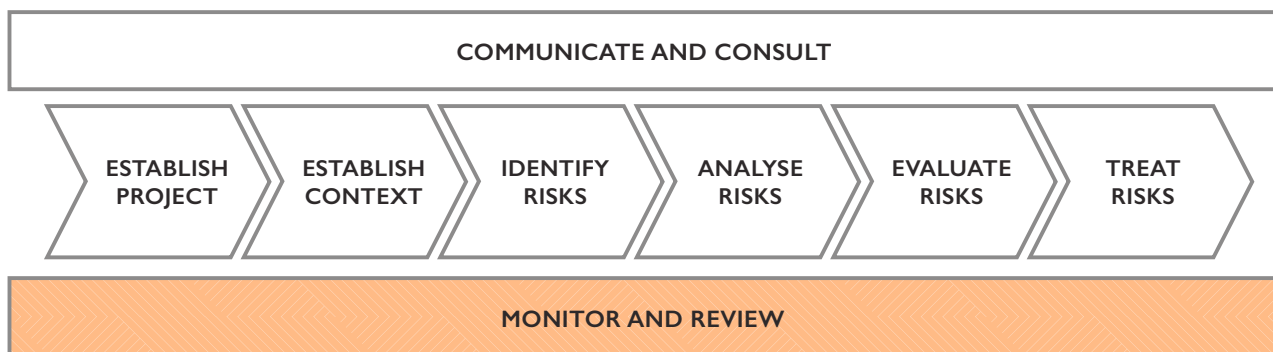 COMMUNICATE AND CONSULT
ESTABLISH
PROJECT
ESTABLISH
CONTEXT
IDENTIFY
RISKS
ANALYSE
RISKS
EVALUATE
RISKS
TREAT
RISKS
MONITOR AND REVIEW